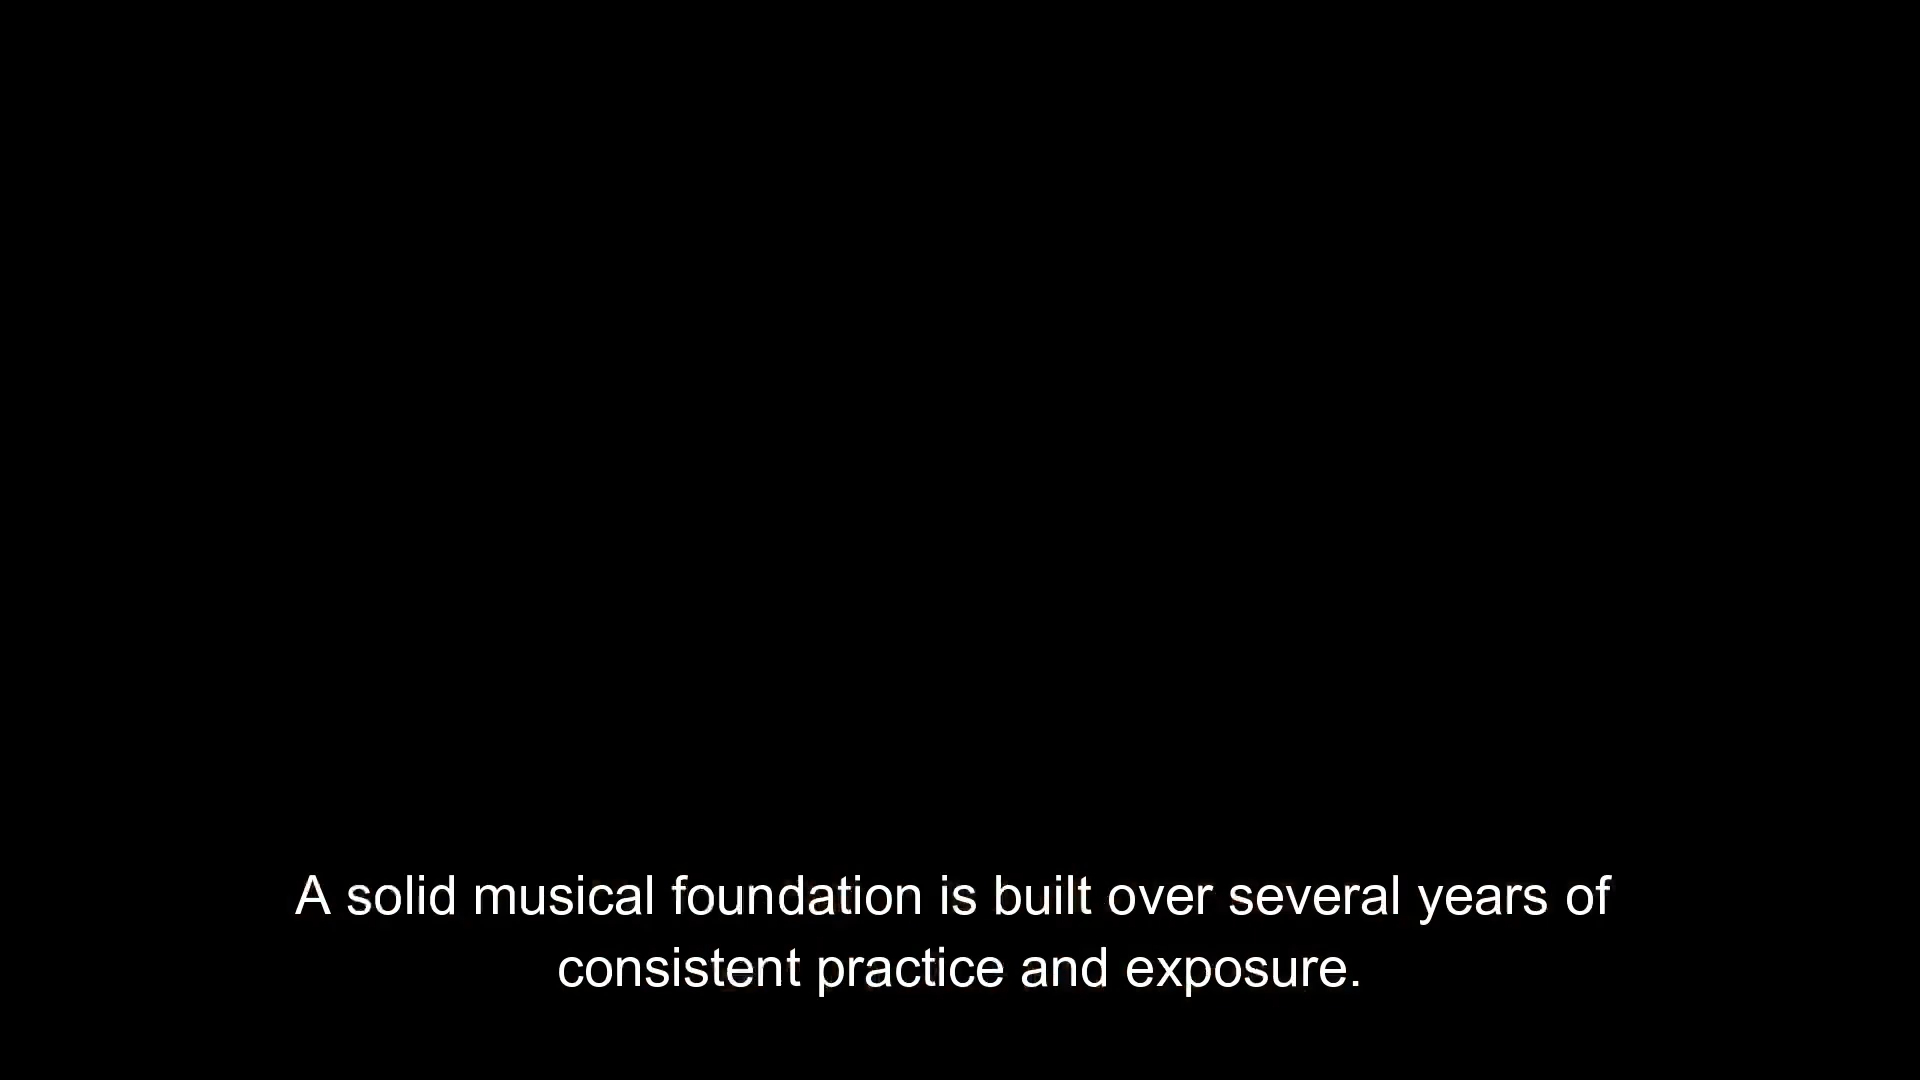 A solid musical foundation is built over several years of
consistent practice and exposure.